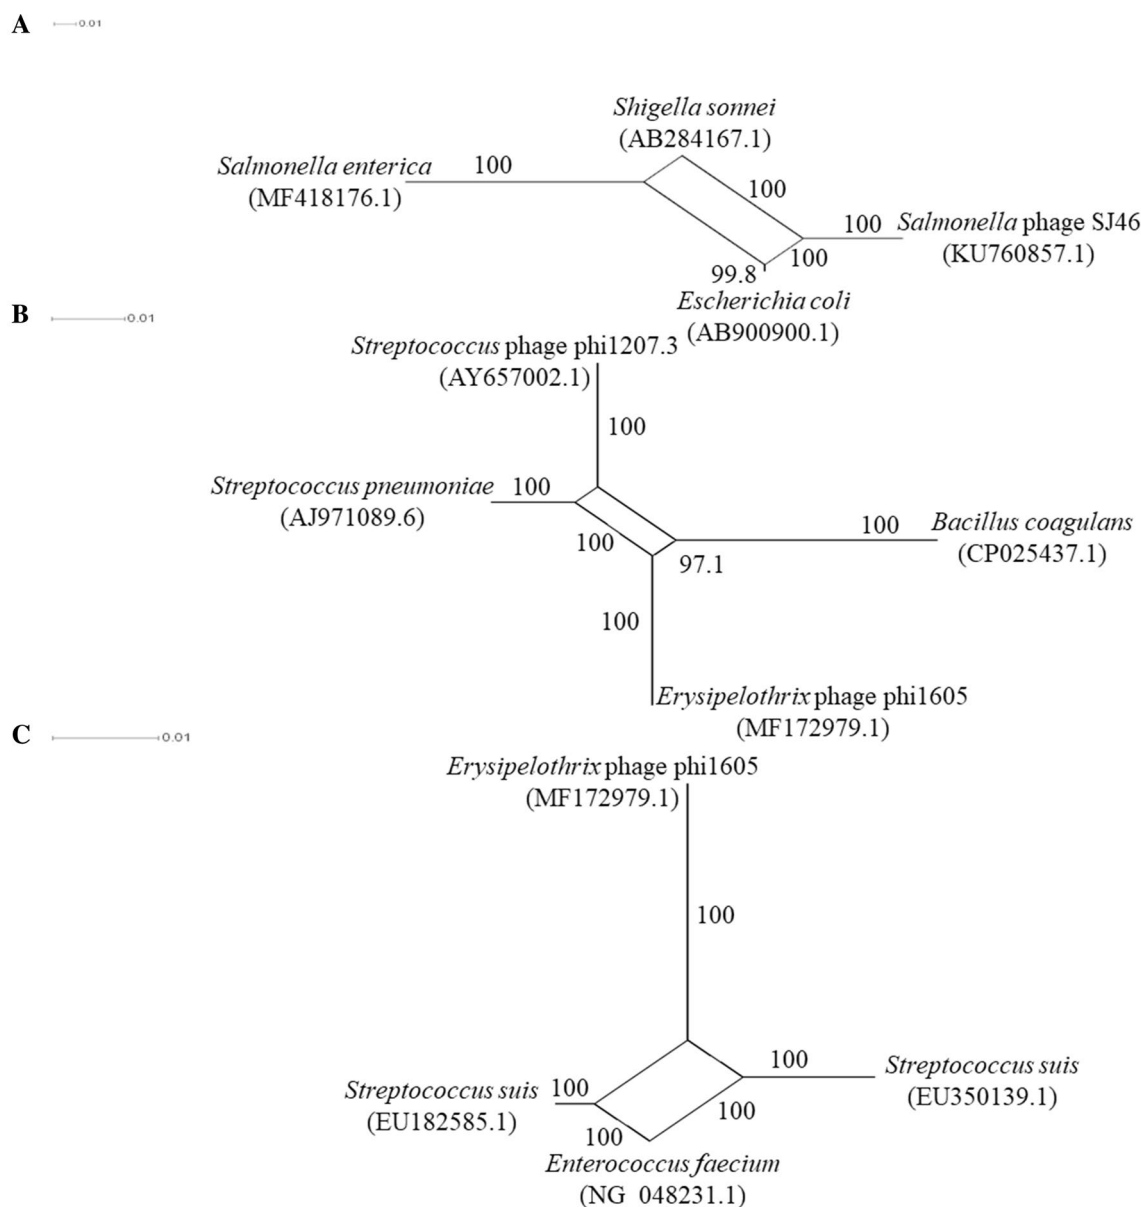 A
0.01
Shigella sonnei
(AB284167.1)
Salmonella enterica
(MF418176.1)
100
100
100
Salmonella phage SJ46
(KU760857.1)
100
99.8
Escherichia coli
(AB900900.1)
B
0.01
Streptococcus phage phi1207.3
(AY657002.1)
100
Streptococcus pneumoniae
(AJ971089.6)
100
100
Bacillus coagulans
(CP025437.1)
100
97.1
100
Erysipelothrix phage phi1605
(MF172979.1)
C
0.01
Erysipelothrix phage phi1605
(MF172979.1)
100
100
Streptococcus suis
(EU350139.1)
Streptococcus suis
(EU182585.1)
100
100
100
Enterococcus faecium
(NG 048231.1)